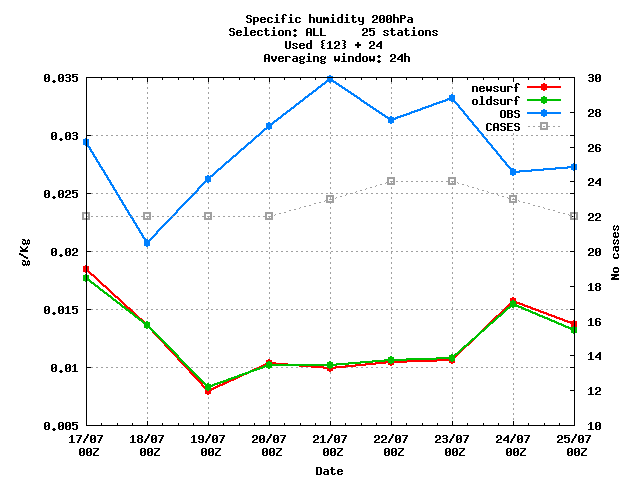 Specific humidity 200hPa
Selection: ALL 25 stations
Used {12} + 24
Averaging window: 24h
0.035
0.03
0.025
0.02
0.015
0.01
0.005
30
28
26
24
22
20
18
16
14
12
10
newsurf
oldsurf
OBS
CASES
g/Kg
No cases
17/07 18/07 19/07 20/07 21/07 22/07 23/07 24/07 25/07
00Z 00Z 00Z 00Z 00Z 00Z 00Z 00Z 00Z
Date